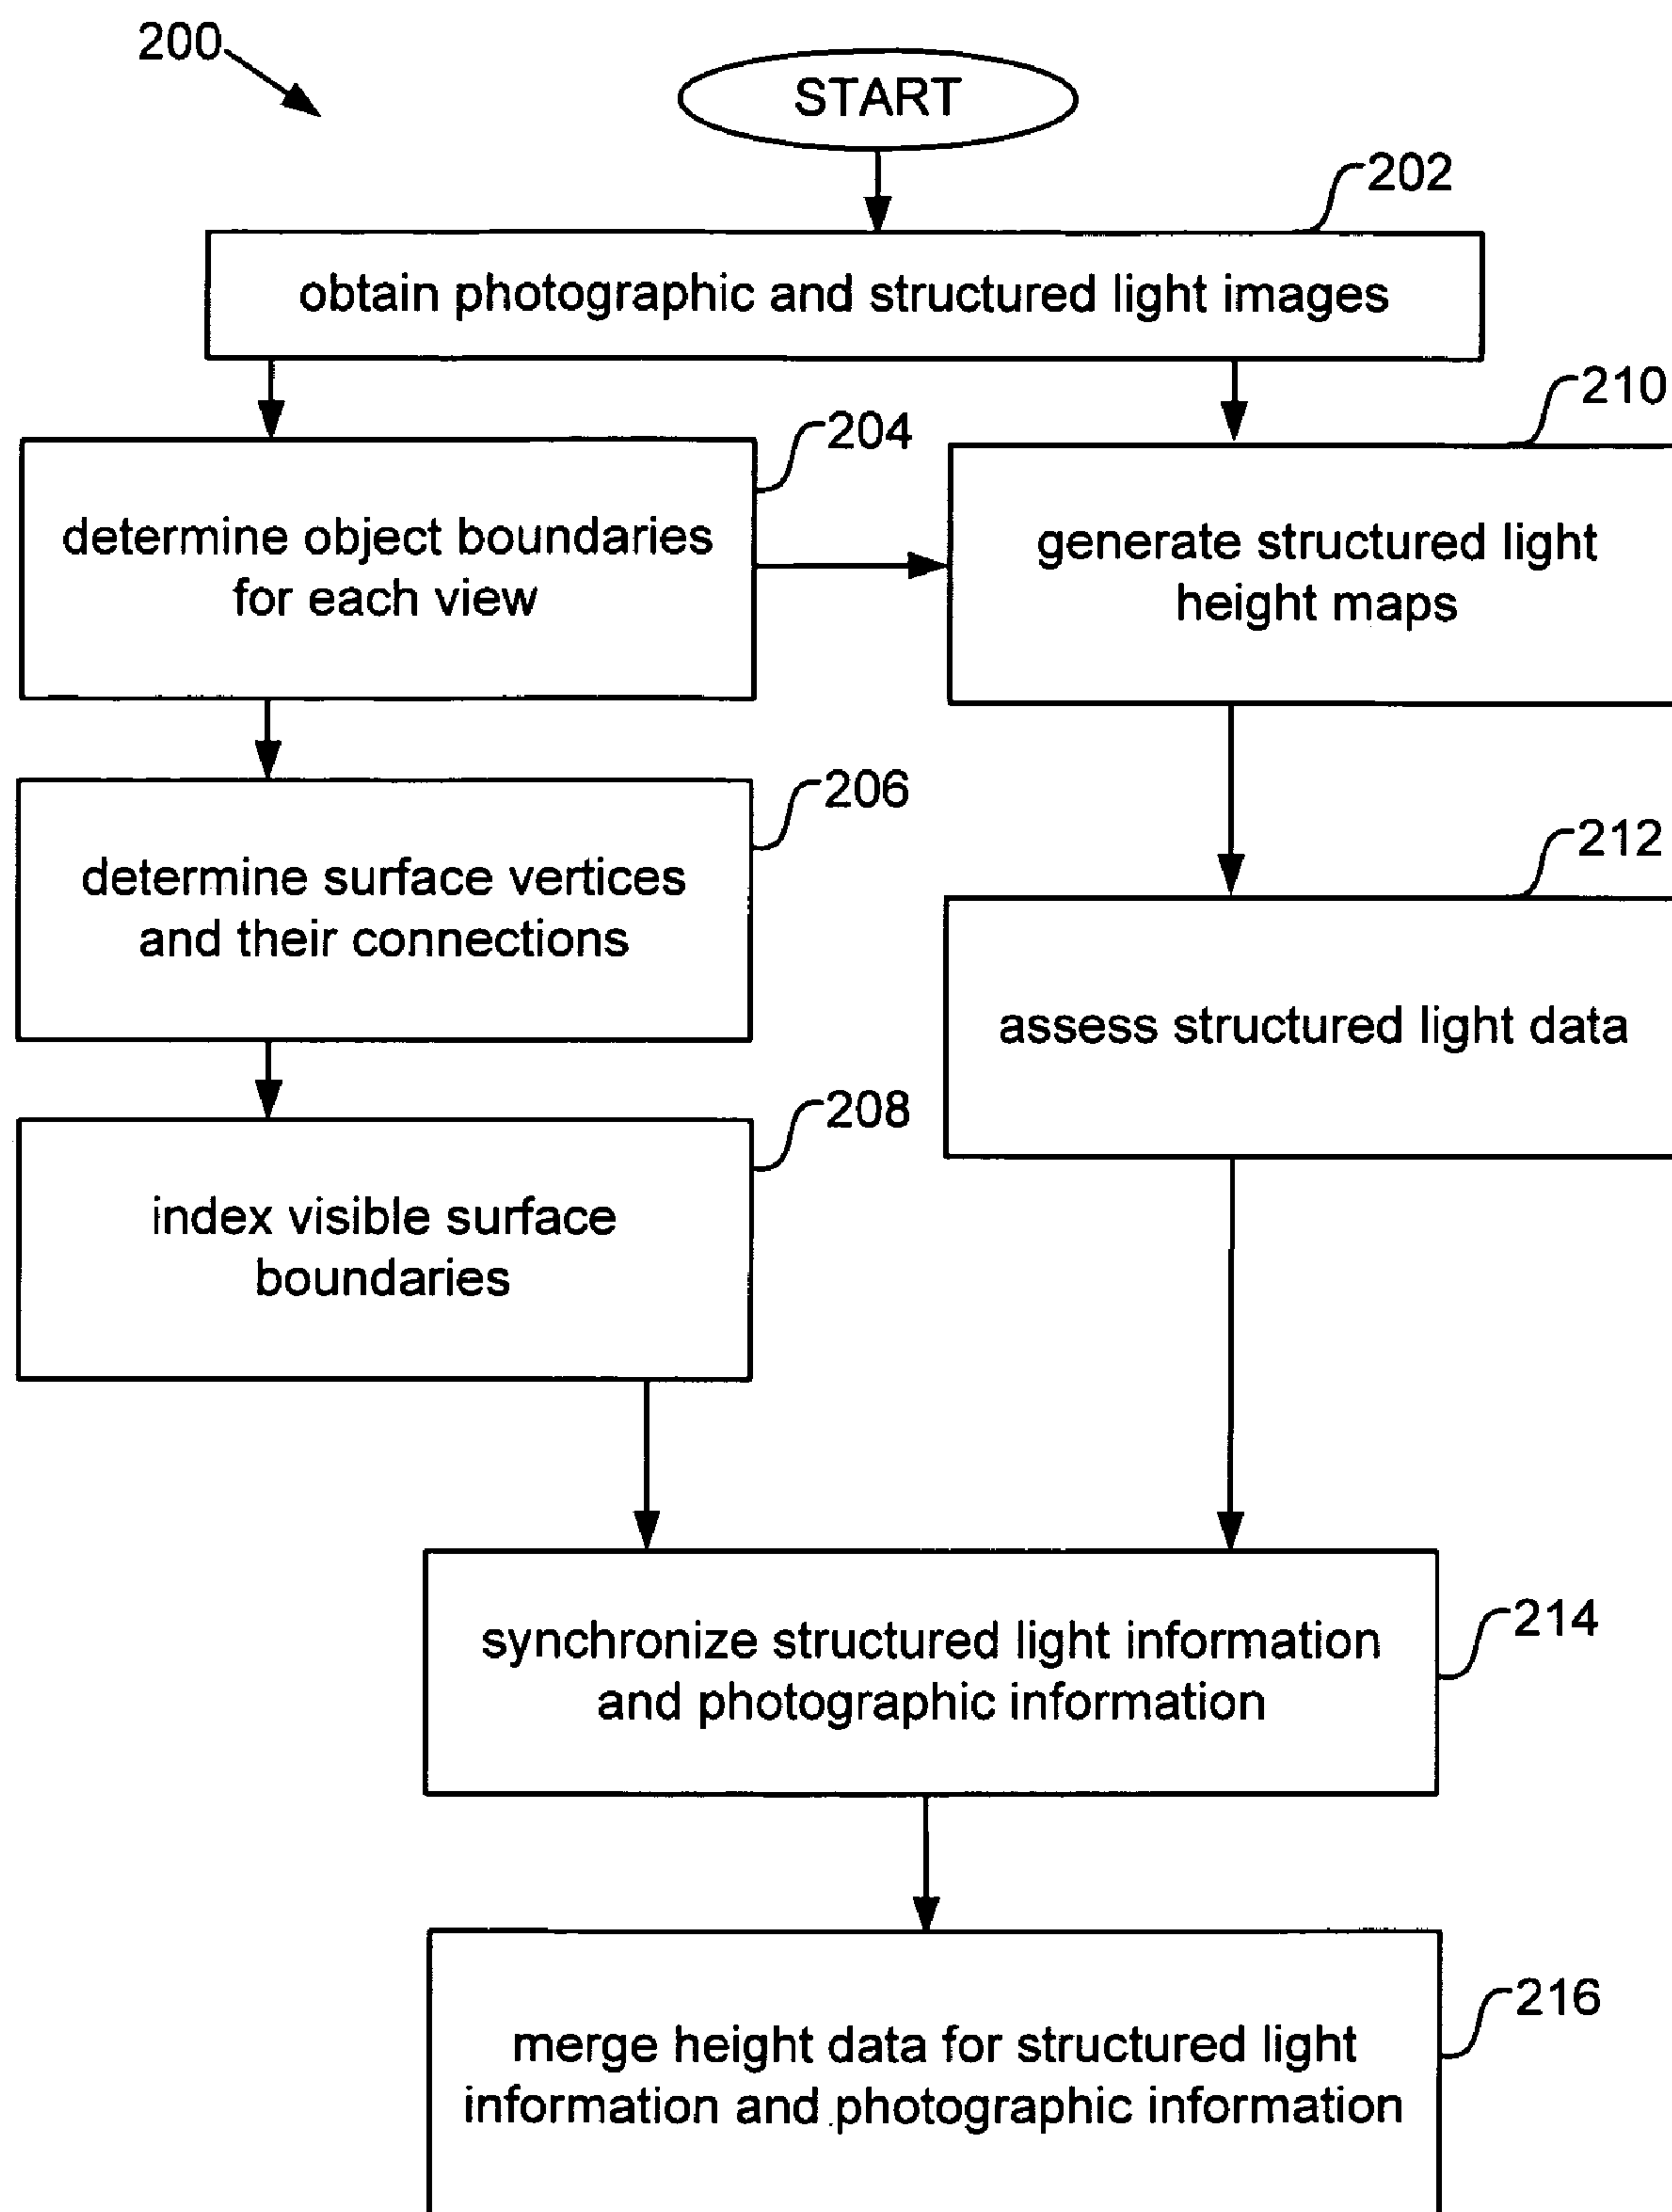 200
START
202
obtain photographic and structured light images
204
determine object boundaries
for each view
210
generate structured light
height maps
206
determine surface vertices
and their connections
212
assess structured light data
208
index visible surface
boundaries
214
synchronize structured light information
and photographic information
216
merge height data for structured light
information and photographic information